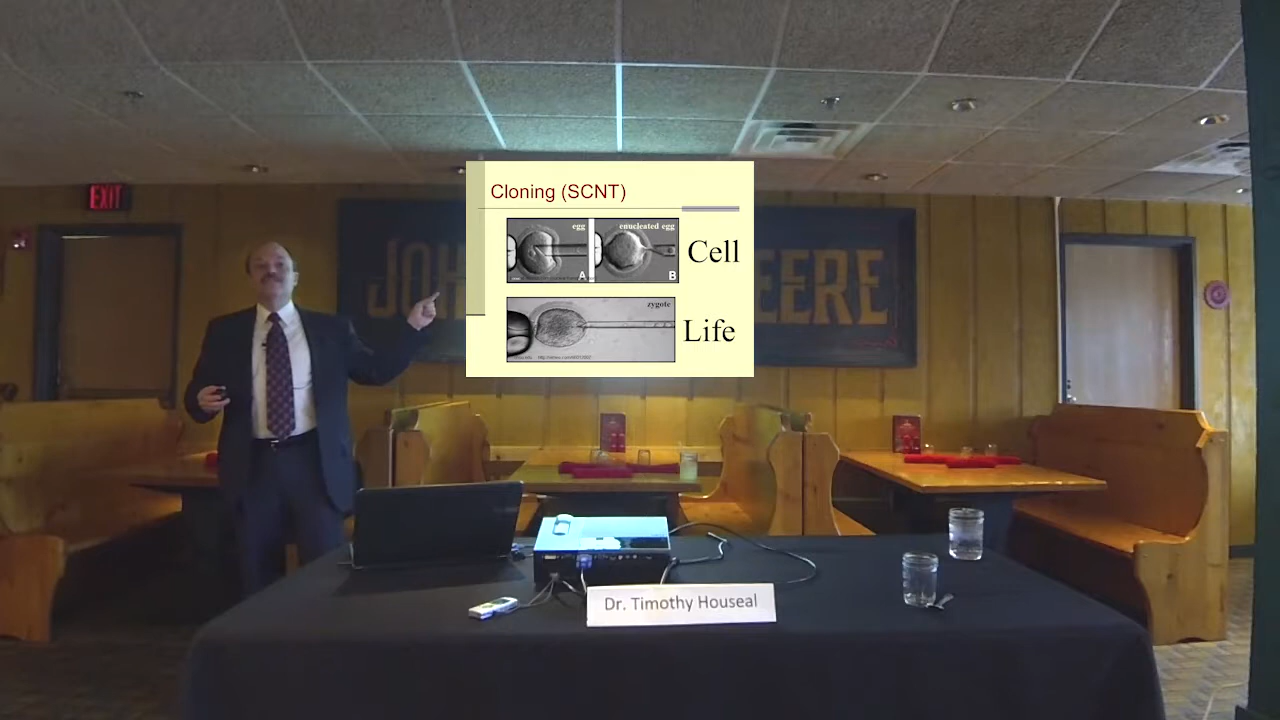 EXIT
JOH
EERE
Cloning (SCNT)
egg
enucleated egg
A
B
Cell
zygote
Life
Dr. Timothy Houseal